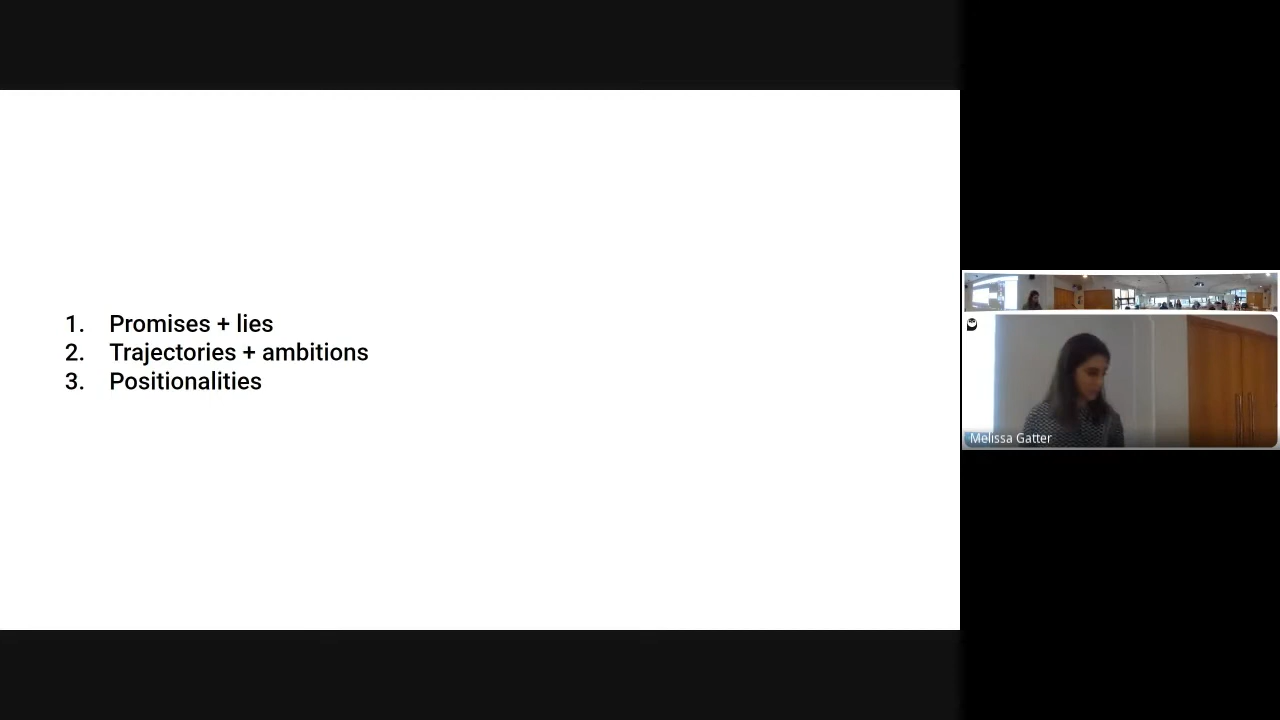 1. Promises + lies
2. Trajectories + ambitions
3. Positionalities
Melissa Gatter